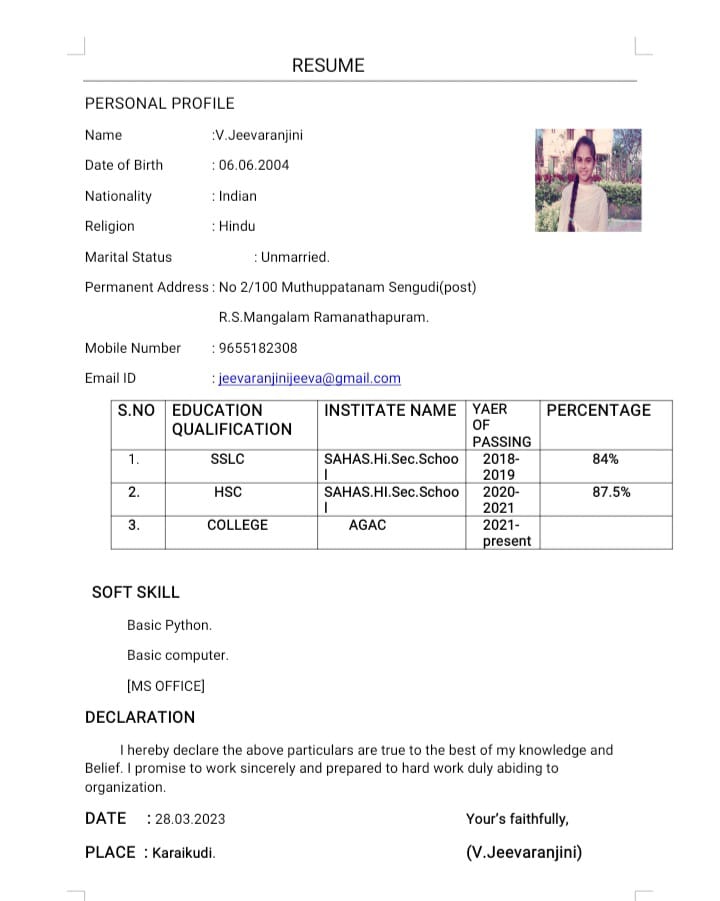 RESUME
PERSONAL PROFILE
Name :V.Jeevaranjini
Date of Birth : 06.06.2004
Nationality : Indian
Religion : Hindu
Marital Status : Unmarried.
Permanent Address : No 2/100 Muthuppatanam Sengudi(post)
R.S.Mangalam Ramanathapuram.
Mobile Number : 9655182308
Email ID : jeevaranjinijeeva@gmail.com
S.NO EDUCATION QUALIFICATION INSTITATE NAME YAER OF PASSING PERCENTAGE
1. SSLC SAHAS.Hi.Sec.School 2018-2019 84%
2. HSC SAHAS.HI.Sec.School 2020-2021 87.5%
3. COLLEGE AGAC 2021-present
SOFT SKILL
Basic Python.
Basic computer.
[MS OFFICE]
DECLARATION
I hereby declare the above particulars are true to the best of my knowledge and
Belief. I promise to work sincerely and prepared to hard work duly abiding to
organization.
DATE : 28.03.2023 Your's faithfully,
PLACE : Karaikudi. (V.Jeevaranjini)